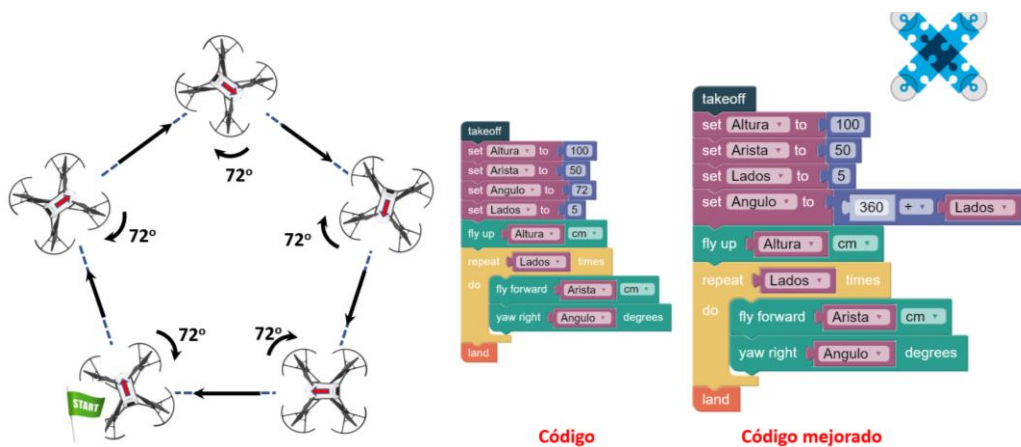 72º
72º
72º
72º
72º
START
takeoff
set Altura to 100
set Arista to 50
set Angulo to 72
set Lados to 5
fly up Altura cm
repeat Lados times
do fly forward Arista cm
yaw right Angulo degrees
land
Código
takeoff
set Altura to 100
set Arista to 50
set Lados to 5
set Angulo to 360 ÷ Lados
fly up Altura cm
repeat Lados times
do fly forward Arista cm
yaw right Angulo degrees
land
Código mejorado